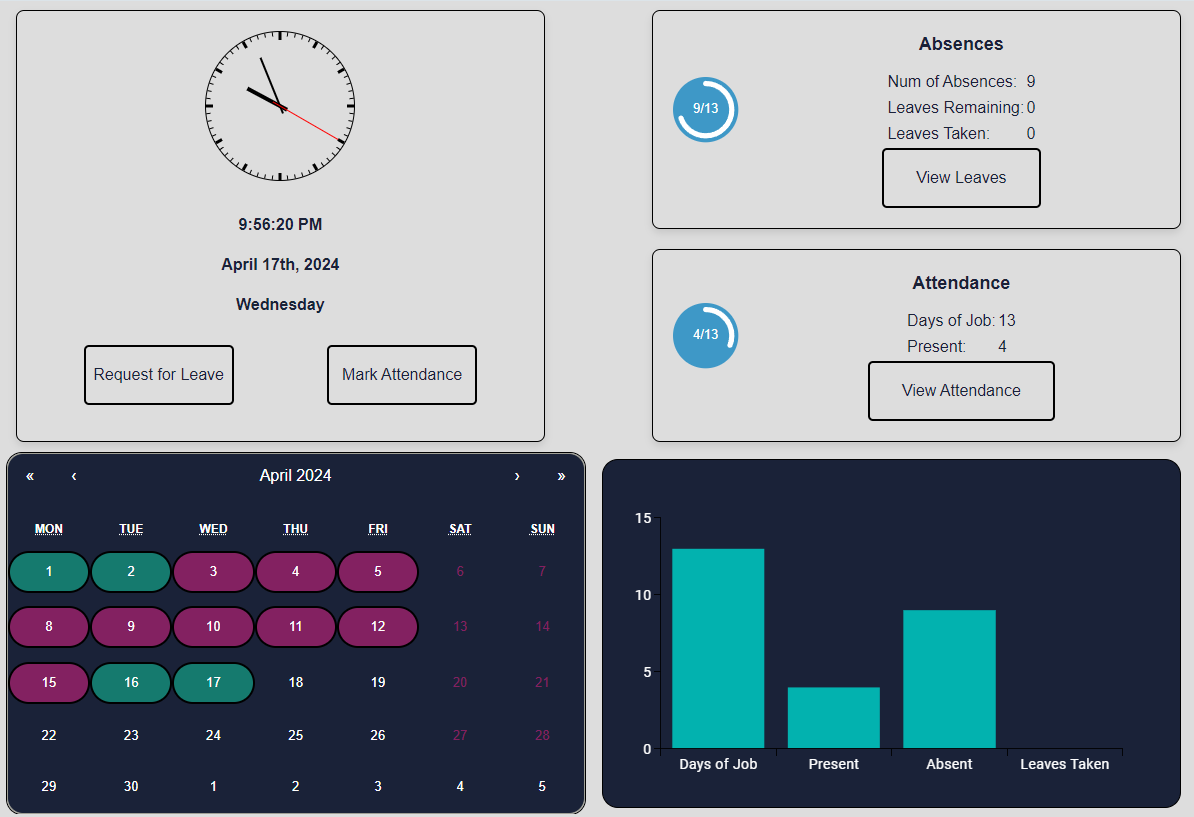 9:56:20 PM
April 17th, 2024
Wednesday
Request for Leave Mark Attendance
Absences
9/13
Num of Absences: 9
Leaves Remaining: 0
Leaves Taken: 0
View Leaves
Attendance
4/13
Days of Job: 13
Present: 4
View Attendance
« ‹ April 2024 › »
MON TUE WED THU FRI SAT SUN
1 2 3 4 5 6 7
8 9 10 11 12 13 14
15 16 17 18 19 20 21
22 23 24 25 26 27 28
29 30 1 2 3 4 5
15
10
5
0
Days of Job Present Absent Leaves Taken